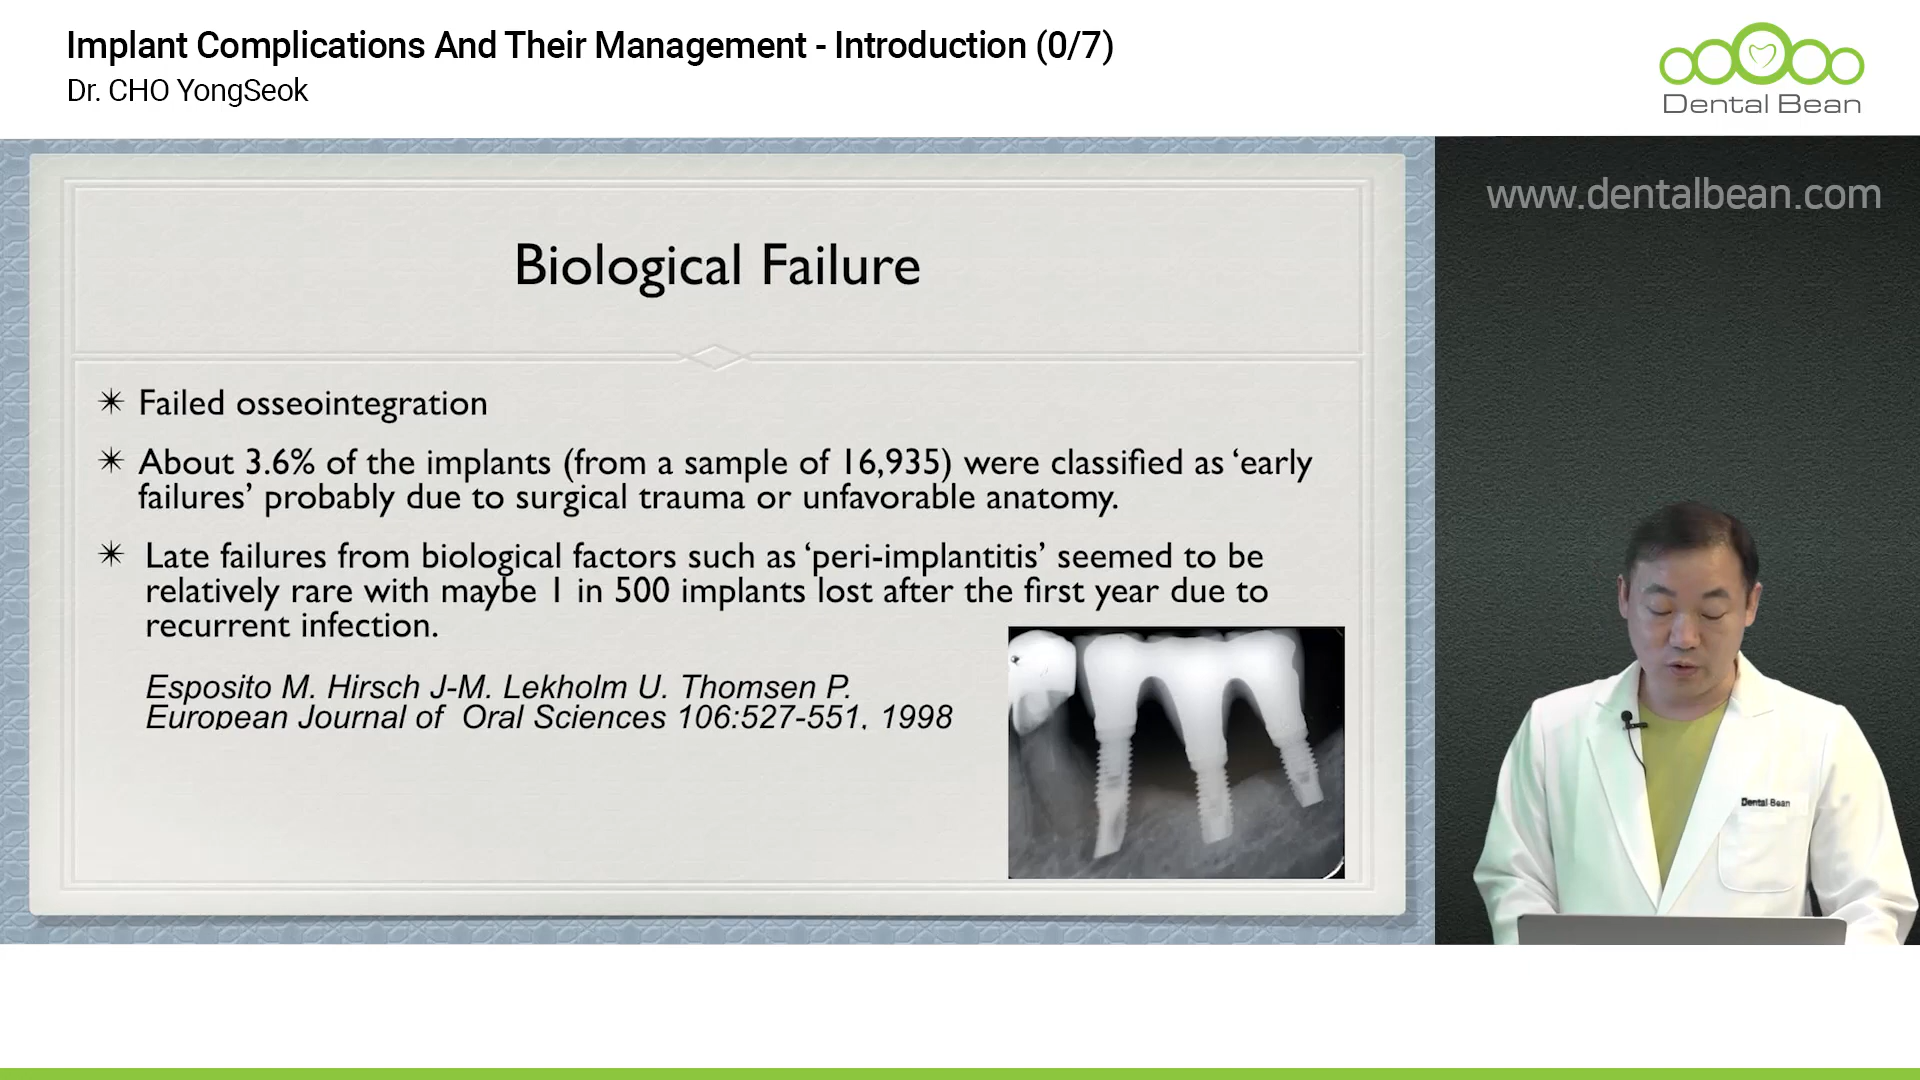 Implant Complications And Their Management - Introduction (0/7)
Dr. CHO YongSeok
Dental Bean
www.dentalbean.com
Biological Failure
✴ Failed osseointegration
✴ About 3.6% of the implants (from a sample of 16,935) were classified as ‘early
failures’ probably due to surgical trauma or unfavorable anatomy.
✴ Late failures from biological factors such as ‘peri-implantitis’ seemed to be
relatively rare with maybe 1 in 500 implants lost after the first year due to
recurrent infection.
Esposito M. Hirsch J-M. Lekholm U. Thomsen P.
European Journal of Oral Sciences 106:527-551, 1998
Dental Bean